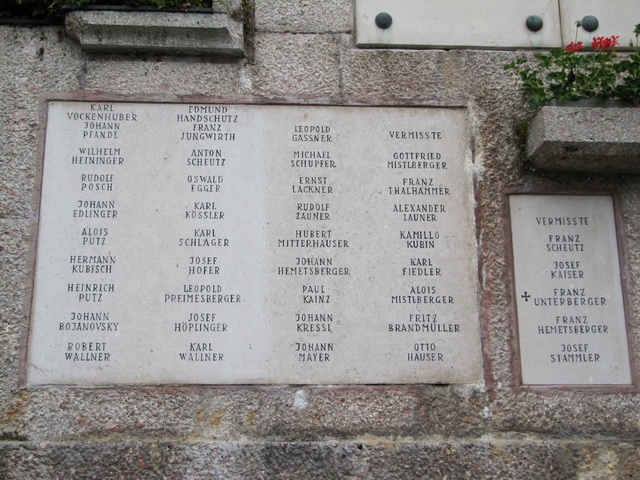 KARL
VOCKENHUBER
JOHANN
PFANDL
WILHELM
HEININGER
RUDOLF
POSCH
JOHANN
EDLINGER
ALOIS
PUTZ
HERMANN
KUBISCH
HEINRICH
PUTZ
JOHANN
BOJANOVSKY
ROBERT
WALLNER
EDMUND
HANDSCHUTZ
FRANZ
JUNGWIRTH
ANTON
SCHEUTZ
OSWALD
EGGER
KARL
KÖSSLER
KARL
SCHLAGER
JOSEF
HOFER
LEOPOLD
PREIMESBERGER
JOSEF
HÖPLINGER
KARL
WALLNER
LEOPOLD
GASSNER
MICHAEL
SCHUPFER
ERNST
LACKNER
RUDOLF
ZAUNER
HUBERT
MITTERHAUSER
JOHANN
HEMETSBERGER
PAUL
KAINZ
JOHANN
KRESSL
JOHANN
MAYER
VERMISSTE
GOTTFRIED
MISTLBERGER
FRANZ
THALHAMMER
ALEXANDER
ZAUNER
KAMILLO
KUBIN
KARL
FIEDLER
ALOIS
MISTLBERGER
FRITZ
BRANDMÜLLER
OTTO
HAUSER
VERMISSTE
FRANZ
SCHEUTZ
JOSEF
KAISER
FRANZ
UNTERBERGER
FRANZ
HEMETSBERGER
JOSEF
STAMMLER